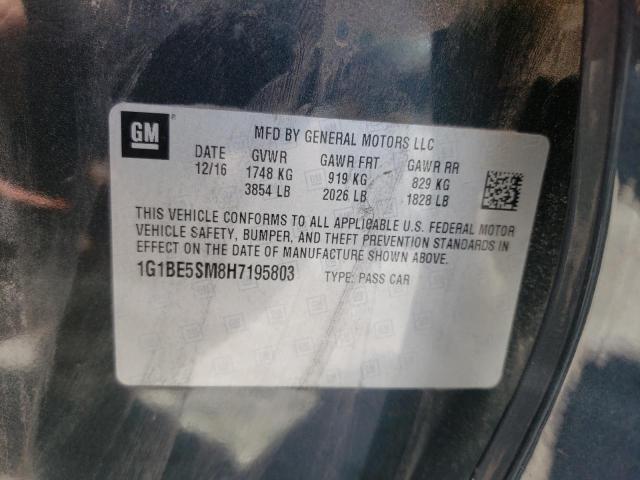 GM
MFD BY GENERAL MOTORS LLC
DATE GVWR GAWR FRT GAWR RR
12/16 1748 KG 919 KG 829 KG
3854 LB 2026 LB 1828 LB
THIS VEHICLE CONFORMS TO ALL APPLICABLE U.S. FEDERAL MOTOR
VEHICLE SAFETY, BUMPER, AND THEFT PREVENTION STANDARDS IN
EFFECT ON THE DATE OF MANUFACTURE SHOWN ABOVE.
1G1BE5SM8H7195803 TYPE: PASS CAR